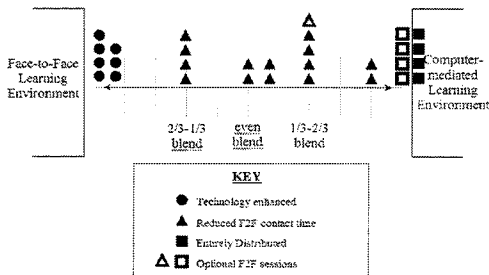 Face-to-Face
Learning
Environment
Computer-
mediated
Learning
Environment
2/3-1/3
blend
even
blend
1/3-2/3
blend
KEY
Technology enhanced
Reduced F2F contact time
Entirely Distributed
Optional F2F sessions